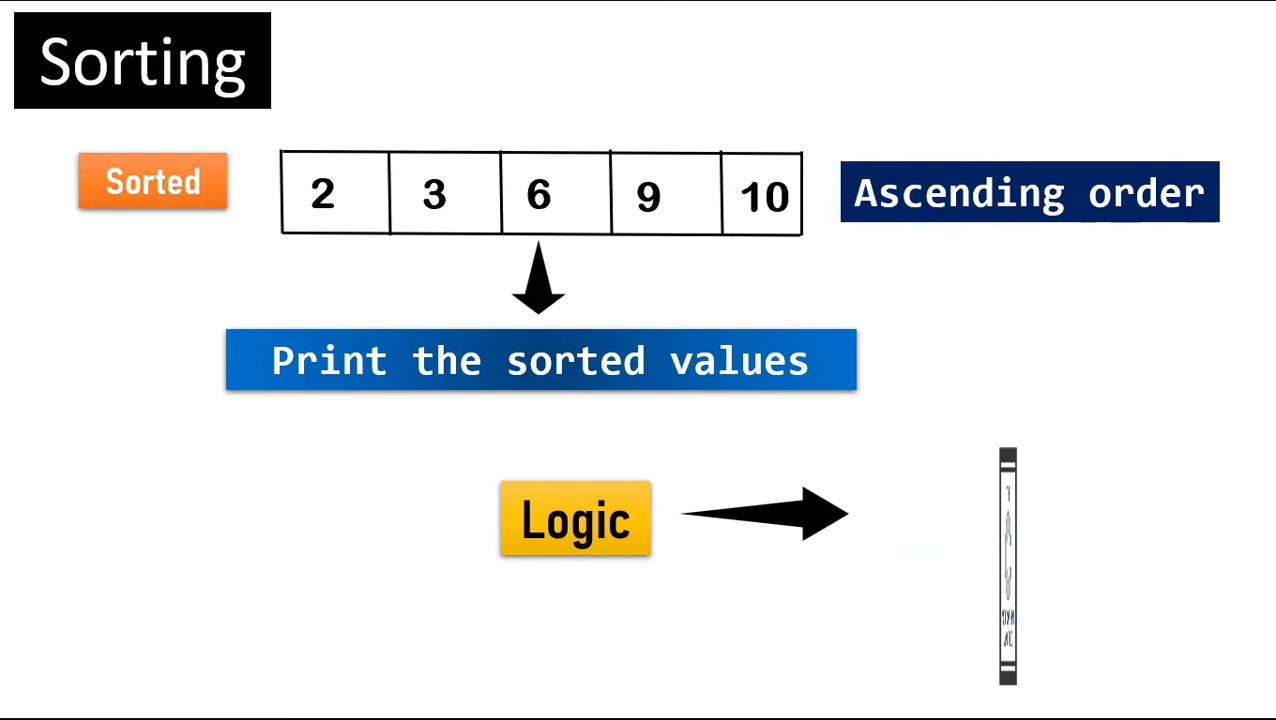 Sorting
Sorted
2 3 6 9 10
Ascending order
Print the sorted values
Logic